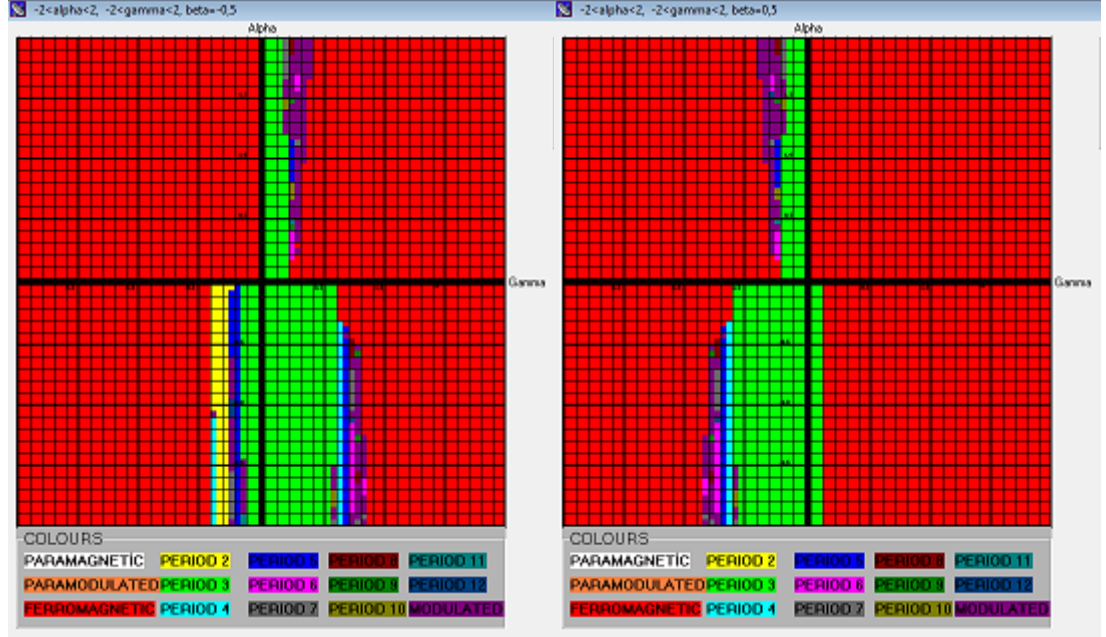 -2<alpha<2, -2<gamma<2, beta=-0,5
Alpha
Gamma
COLOURS
PARAMAGNETİC PERIOD 2 PERIOD 5 PERIOD 8 PERIOD 11
PARAMODULATED PERIOD 3 PERIOD 6 PERIOD 9 PERIOD 12
FERROMAGNETIC PERIOD 4 PERIOD 7 PERIOD 10 MODULATED
-2<alpha<2, -2<gamma<2, beta=0,5
Alpha
Gamma
COLOURS
PARAMAGNETİC PERIOD 2 PERIOD 5 PERIOD 8 PERIOD 11
PARAMODULATED PERIOD 3 PERIOD 6 PERIOD 9 PERIOD 12
FERROMAGNETIC PERIOD 4 PERIOD 7 PERIOD 10 MODULATED